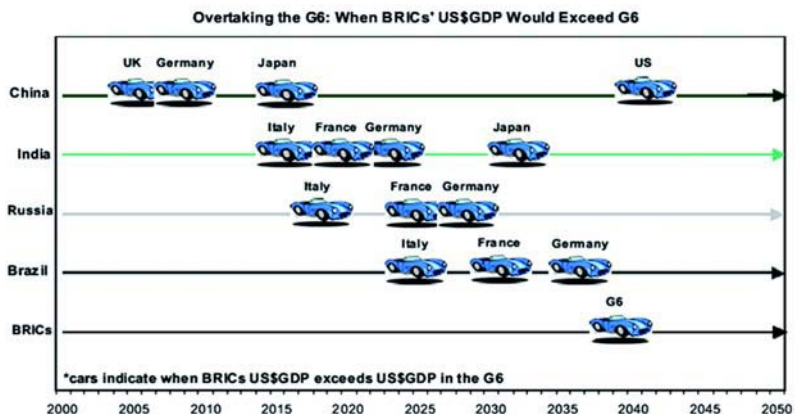 Overtaking the G6: When BRICs' US$GDP Would Exceed G6
UK Germany Japan US
China
Italy France Germany Japan
India
Italy France Germany
Russia
Italy France Germany
Brazil
G6
BRICs
*cars indicate when BRICs US$GDP exceeds US$GDP in the G6
2000 2005 2010 2015 2020 2025 2030 2035 2040 2045 2050